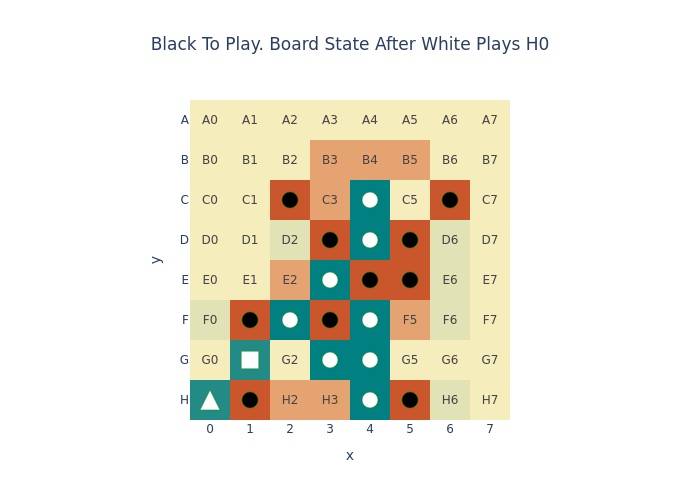 Black To Play. Board State After White Plays H0
A A0 A1 A2 A3 A4 A5 A6 A7
B B0 B1 B2 B3 B4 B5 B6 B7
C C0 C1 C3 C5 C7
D D0 D1 D2 D6 D7
y
E E0 E1 E2 E6 E7
F F0 F5 F6 F7
G G0 G2 G5 G6 G7
H H2 H3 H6 H7
0 1 2 3 4 5 6 7
x